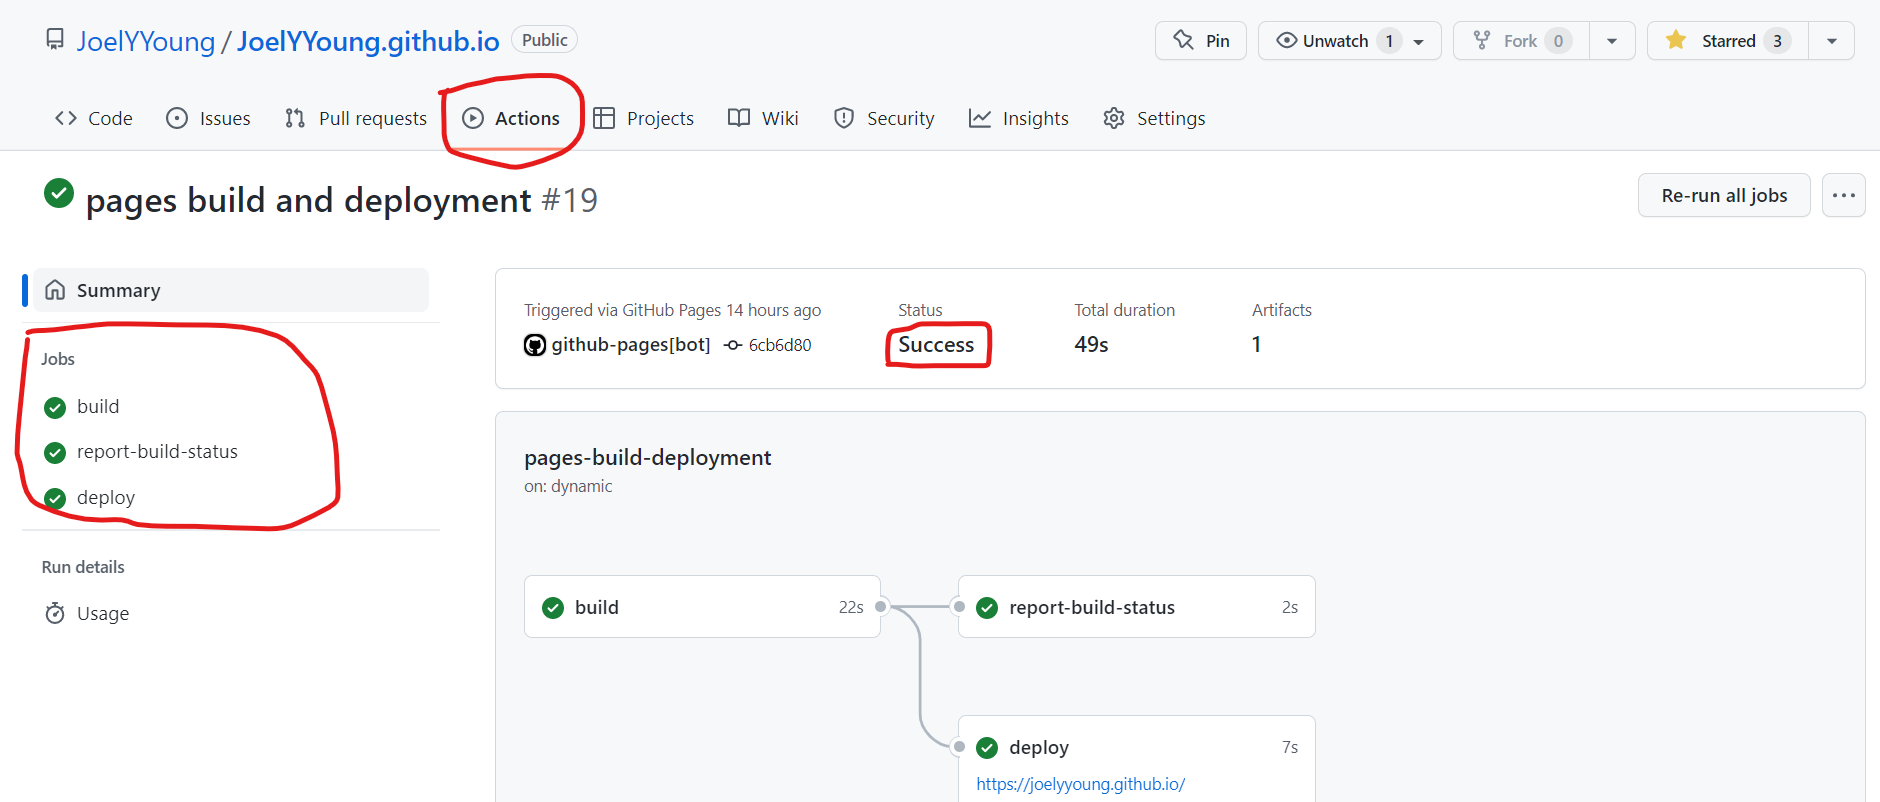 JoelYYoung / JoelYYoung.github.io Public Pin Unwatch 1 Fork 0 Starred 3
Code Issues Pull requests Actions Projects Wiki Security Insights Settings
pages build and deployment #19 Re-run all jobs
Summary
Jobs
build
report-build-status
deploy
Run details
Usage
Triggered via GitHub Pages 14 hours ago Status Total duration Artifacts
github-pages[bot] 6cb6d80 Success 49s 1
pages-build-deployment
on: dynamic
build 22s report-build-status 2s
deploy 7s
https://joelyyoung.github.io/